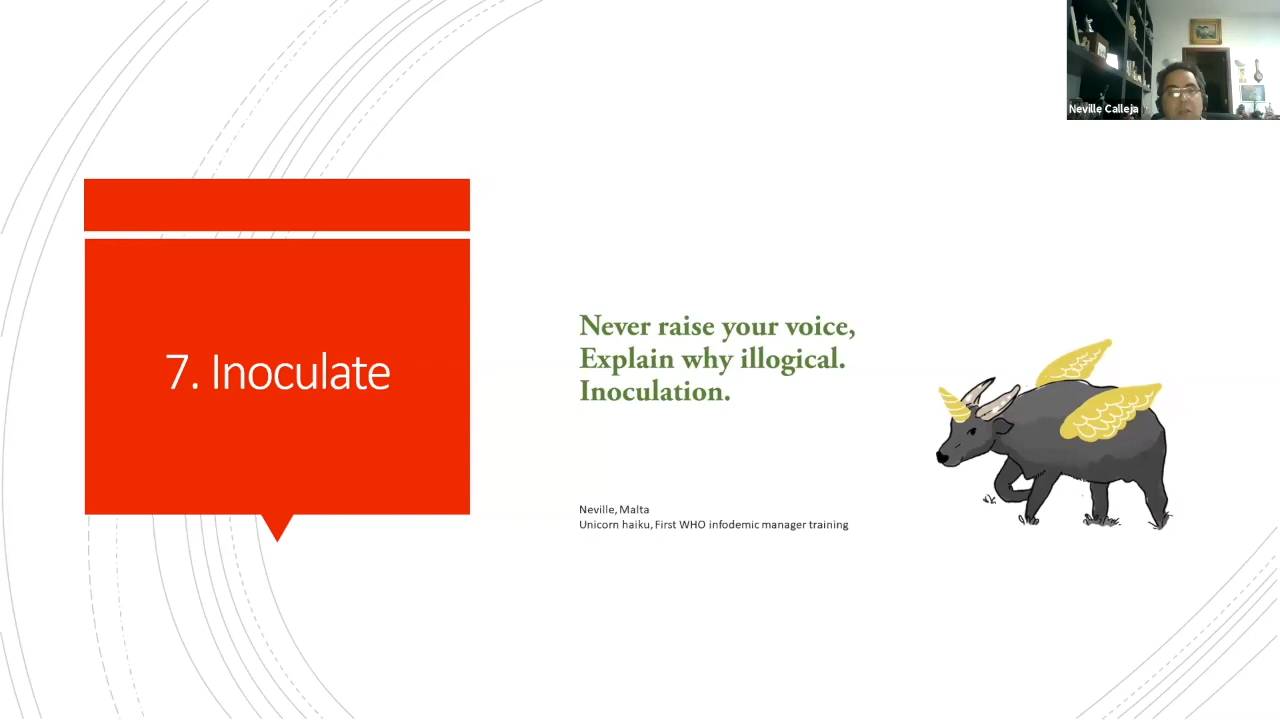 Neville Calleja
7. Inoculate
Never raise your voice,
Explain why illogical.
Inoculation.
Neville, Malta
Unicorn haiku, First WHO infodemic manager training